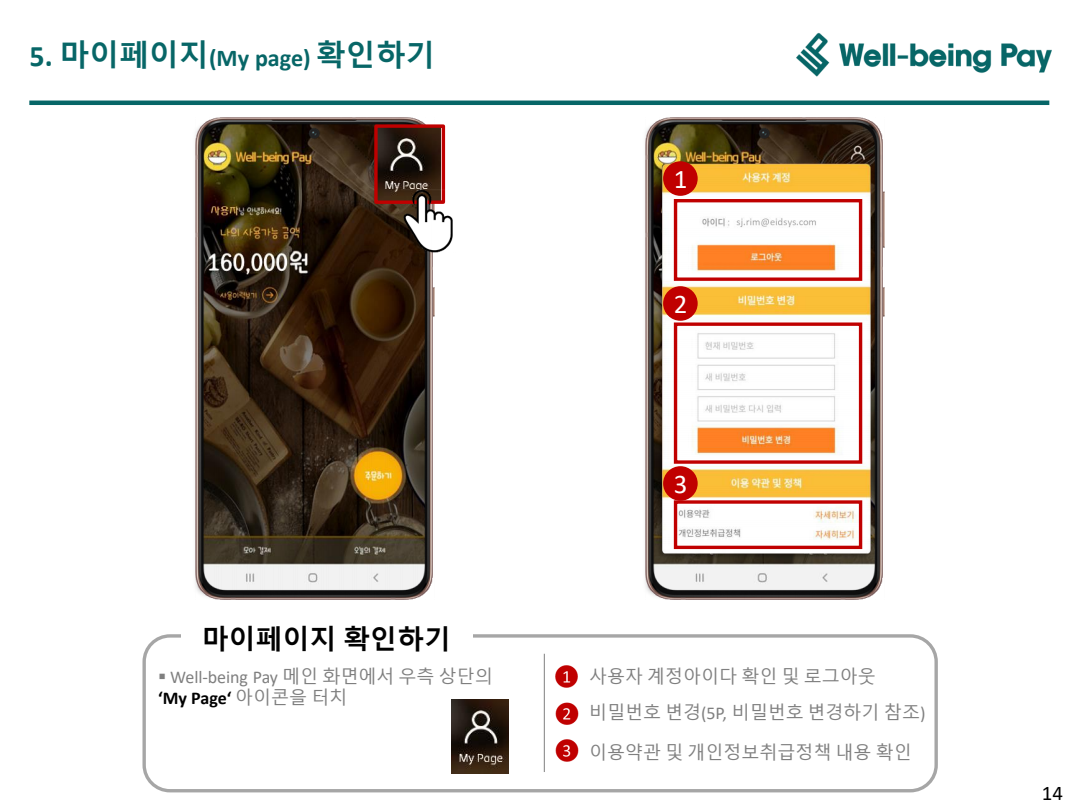 5. 마이페이지(My page) 확인하기
Well-being Pay
Well-being Pay
My Page
사용자님 안녕하세요!
나의 사용가능 금액
160,000원
사용이력보기
주문하기
모아 결제
오늘의 결제
Well-being Pay
1
사용자 계정
아이디 : sj.rim@eidsys.com
로그아웃
2
비밀번호 변경
현재 비밀번호
새 비밀번호
새 비밀번호 다시 입력
비밀번호 변경
3
이용 약관 및 정책
이용약관 자세히보기
개인정보취급정책 자세히보기
마이페이지 확인하기
▪ Well-being Pay 메인 화면에서 우측 상단의
‘My Page‘ 아이콘을 터치
My Page
1 사용자 계정아이다 확인 및 로그아웃
2 비밀번호 변경(5P, 비밀번호 변경하기 참조)
3 이용약관 및 개인정보취급정책 내용 확인
14